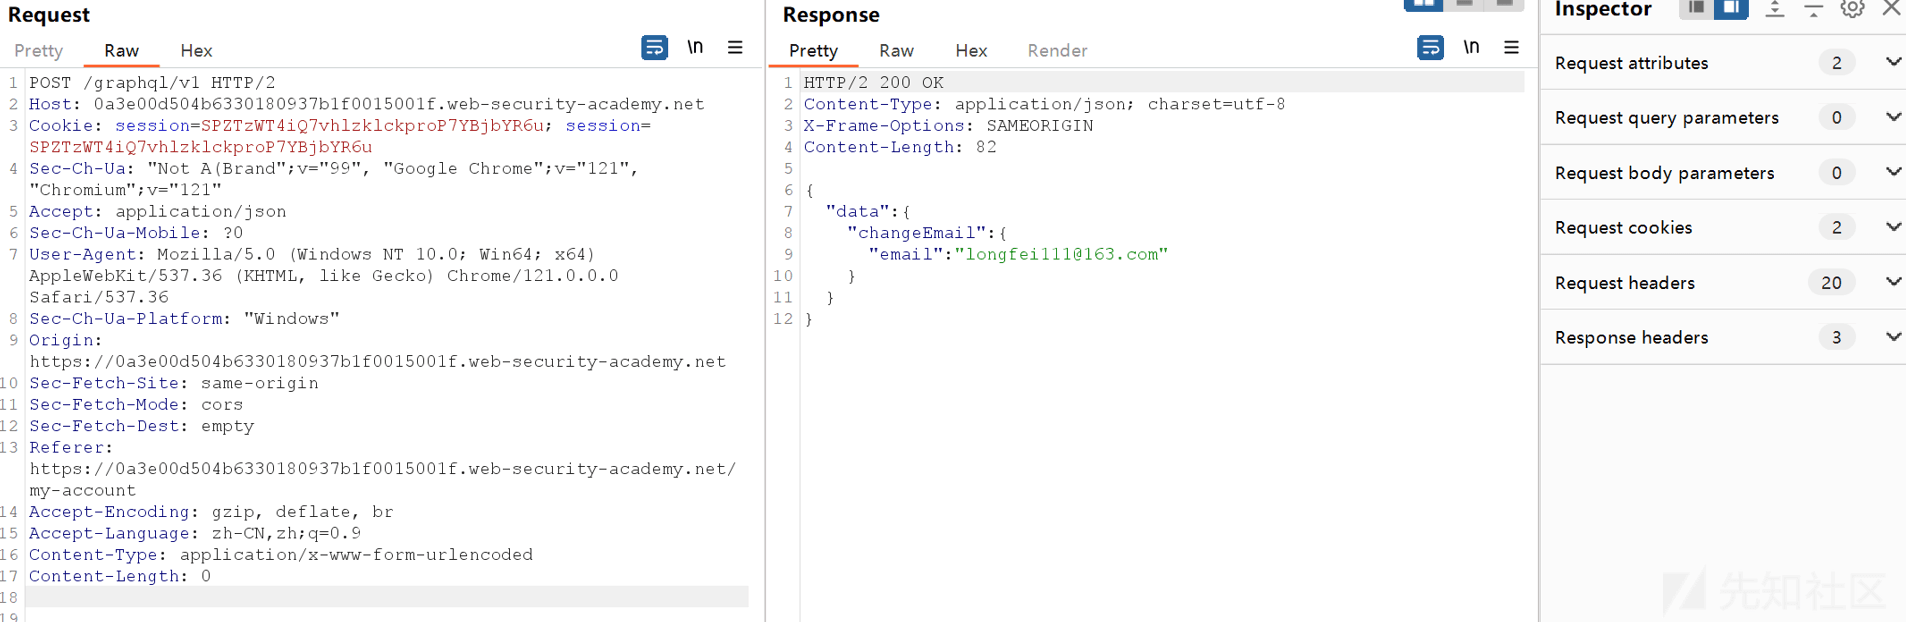 Request
Pretty
Raw
Hex
\n
1 POST /graphql/v1 HTTP/2
2 Host: 0a3e00d504b6330180937b1f0015001f.web-security-academy.net
3 Cookie: session=SPZTzWT4iQ7vhlzklckproP7YBjbYR6u; session=
SPZTzWT4iQ7vhlzklckproP7YBjbYR6u
4 Sec-Ch-Ua: "Not A(Brand";v="99", "Google Chrome";v="121",
"Chromium";v="121"
5 Accept: application/json
6 Sec-Ch-Ua-Mobile: ?0
7 User-Agent: Mozilla/5.0 (Windows NT 10.0; Win64; x64)
AppleWebKit/537.36 (KHTML, like Gecko) Chrome/121.0.0.0
Safari/537.36
8 Sec-Ch-Ua-Platform: "Windows"
9 Origin:
https://0a3e00d504b6330180937b1f0015001f.web-security-academy.net
10 Sec-Fetch-Site: same-origin
11 Sec-Fetch-Mode: cors
12 Sec-Fetch-Dest: empty
13 Referer:
https://0a3e00d504b6330180937b1f0015001f.web-security-academy.net/
my-account
14 Accept-Encoding: gzip, deflate, br
15 Accept-Language: zh-CN,zh;q=0.9
16 Content-Type: application/x-www-form-urlencoded
17 Content-Length: 0
18
19
Response
Pretty
Raw
Hex
Render
\n
1 HTTP/2 200 OK
2 Content-Type: application/json; charset=utf-8
3 X-Frame-Options: SAMEORIGIN
4 Content-Length: 82
5
6 {
7 "data":{
8 "changeEmail":{
9 "email":"longfei111@163.com"
10 }
11 }
12 }
Inspector
Request attributes 2
Request query parameters 0
Request body parameters 0
Request cookies 2
Request headers 20
Response headers 3
先知社区